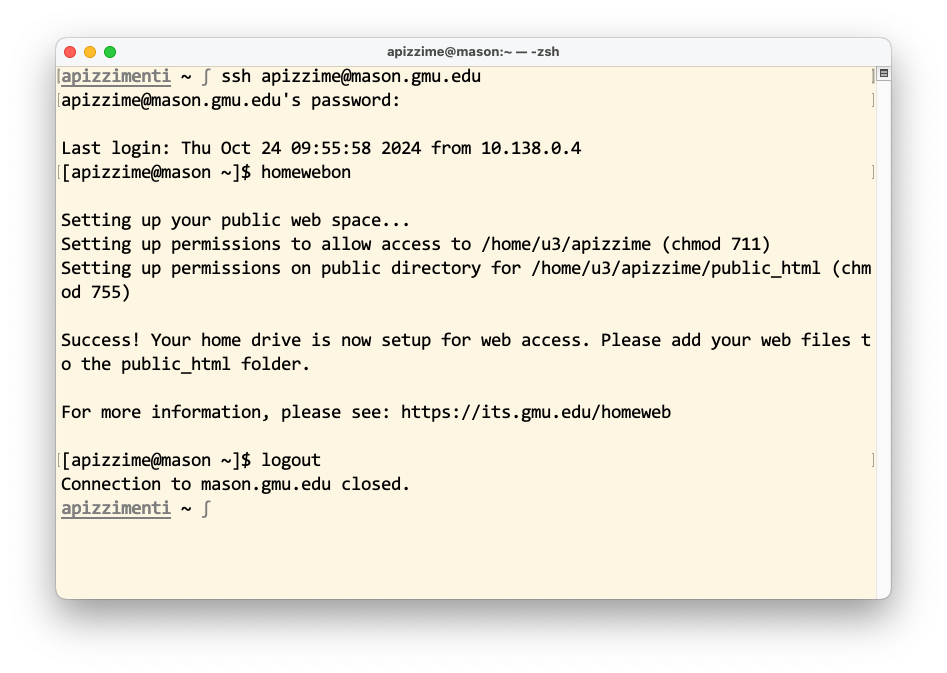 apizzime@mason:~ — -zsh
apizzimenti ~ ∫ ssh apizzime@mason.gmu.edu
apizzime@mason.gmu.edu's password:
Last login: Thu Oct 24 09:55:58 2024 from 10.138.0.4
[apizzime@mason ~]$ homewebon
Setting up your public web space...
Setting up permissions to allow access to /home/u3/apizzime (chmod 711)
Setting up permissions on public directory for /home/u3/apizzime/public_html (chm
od 755)
Success! Your home drive is now setup for web access. Please add your web files t
o the public_html folder.
For more information, please see: https://its.gmu.edu/homeweb
[apizzime@mason ~]$ logout
Connection to mason.gmu.edu closed.
apizzimenti ~ ∫